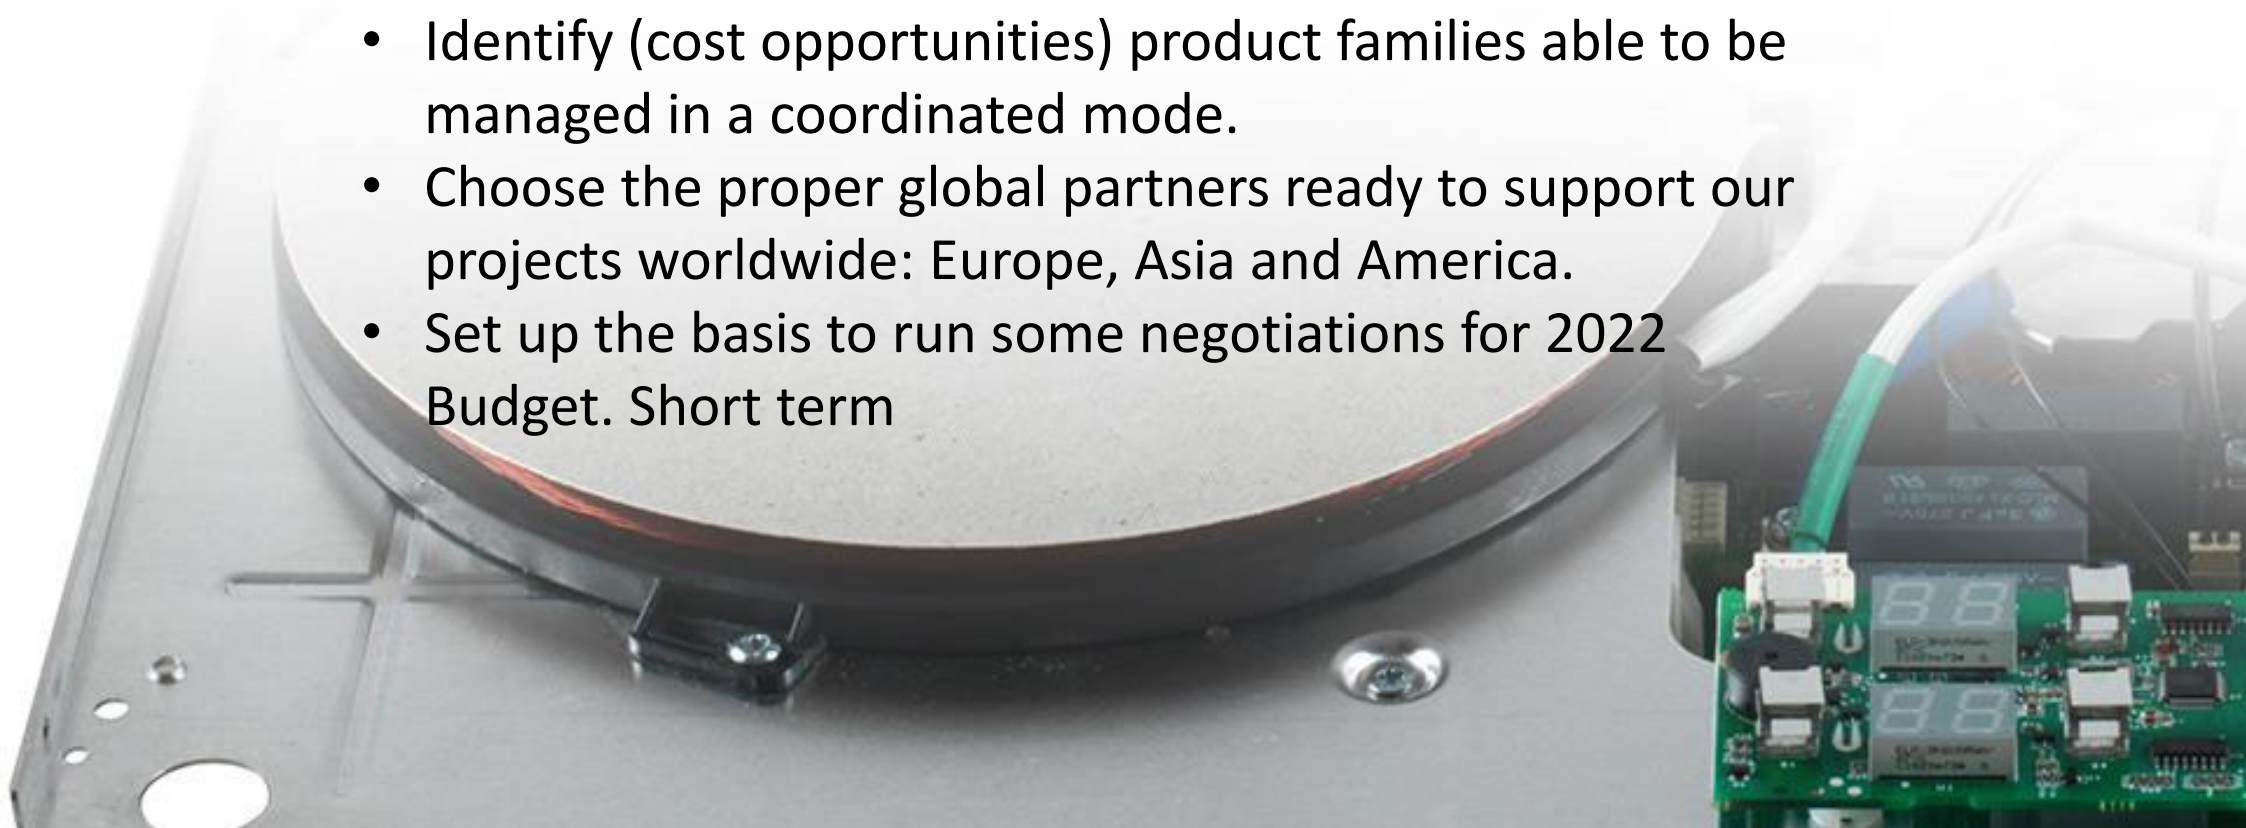 • Identify (cost opportunities) product families able to be
managed in a coordinated mode.
• Choose the proper global partners ready to support our
projects worldwide: Europe, Asia and America.
• Set up the basis to run some negotiations for 2022
Budget. Short term